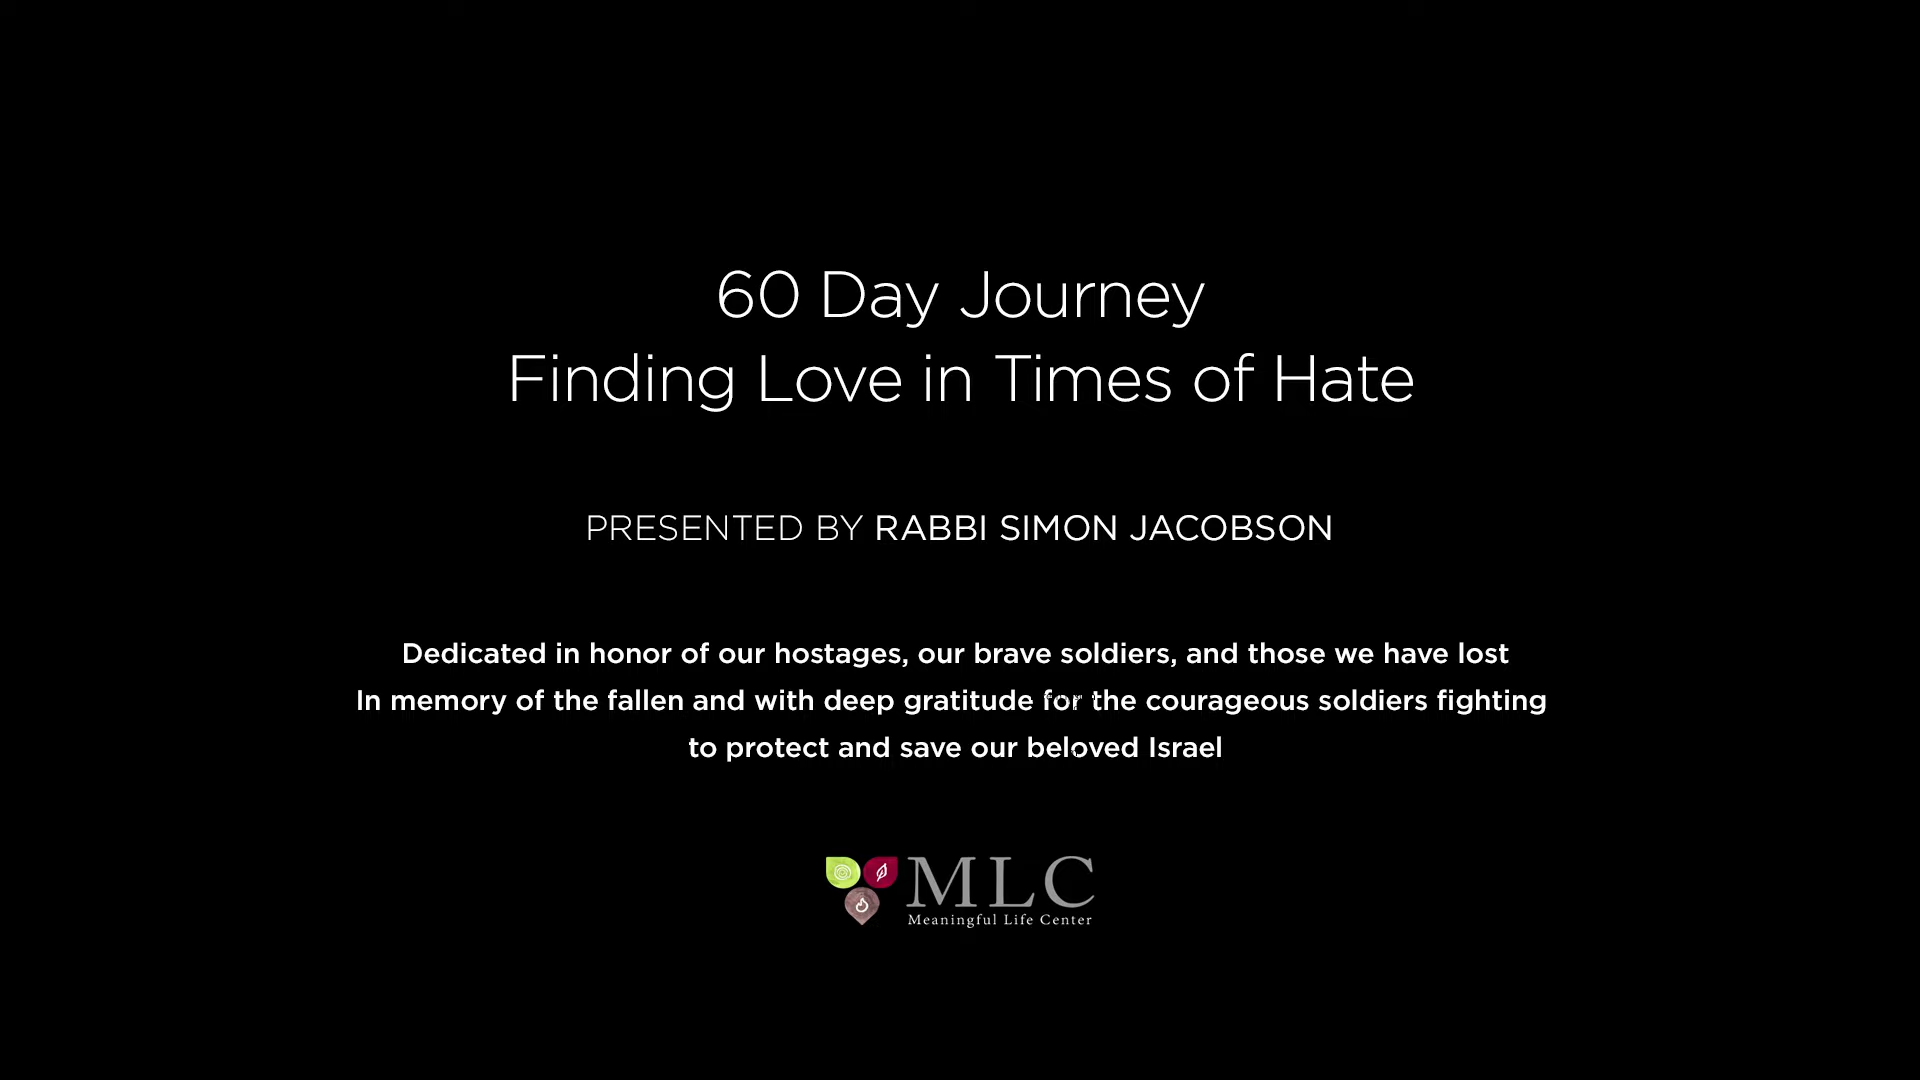 60 Day Journey
Finding Love in Times of Hate
PRESENTED BY RABBI SIMON JACOBSON
Dedicated in honor of our hostages, our brave soldiers, and those we have lost
In memory of the fallen and with deep gratitude for the courageous soldiers fighting
to protect and save our beloved Israel
MLC
Meaningful Life Center